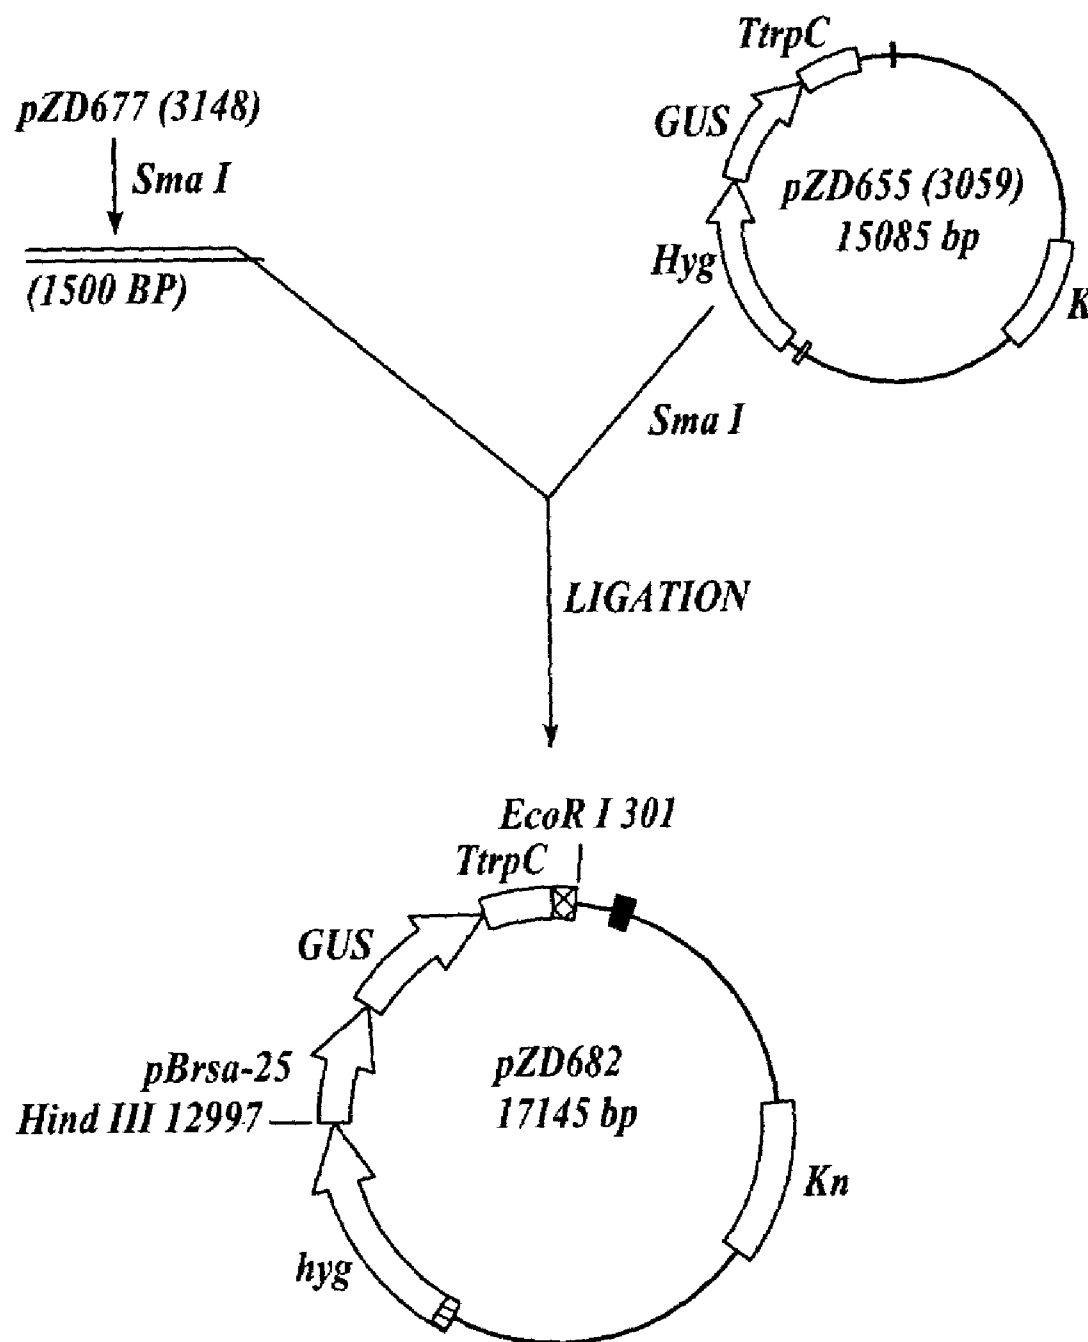 pZD677 (3148)
Sma I
(1500 BP)
TtrpC
GUS
pZD655 (3059)
15085 bp
Hyg
K
Sma I
LIGATION
EcoR I 301
TtrpC
GUS
pBrsa-25
Hind III 12997
pZD682
17145 bp
Kn
hyg